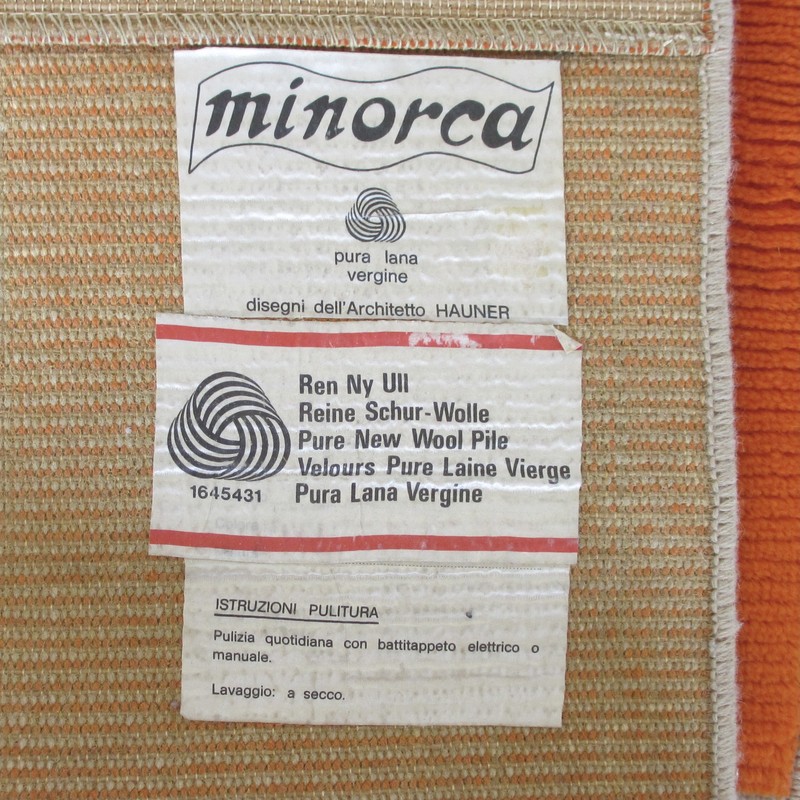 minorca
pura lana
vergine
disegni dell'Architetto HAUNER
Ren Ny Ull
Reine Schur-Wolle
Pure New Wool Pile
Velours Pure Laine Vierge
1645431
Pura Lana Vergine
ISTRUZIONI PULITURA
Pulizia quotidiana con battitappeto elettrico o
manuale.
Lavaggio: a secco.